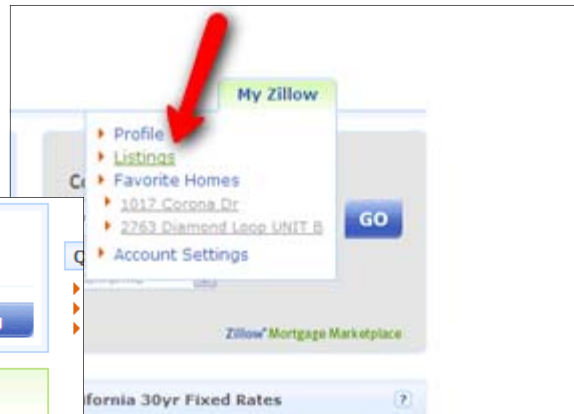 My Zillow
Profile
Listings
Favorite Homes
1017 Corona Dr
2763 Diamond Loop UNIT B
GO
Account Settings
Zillow Mortgage Marketplace
ifornia 30yr Fixed Rates
?